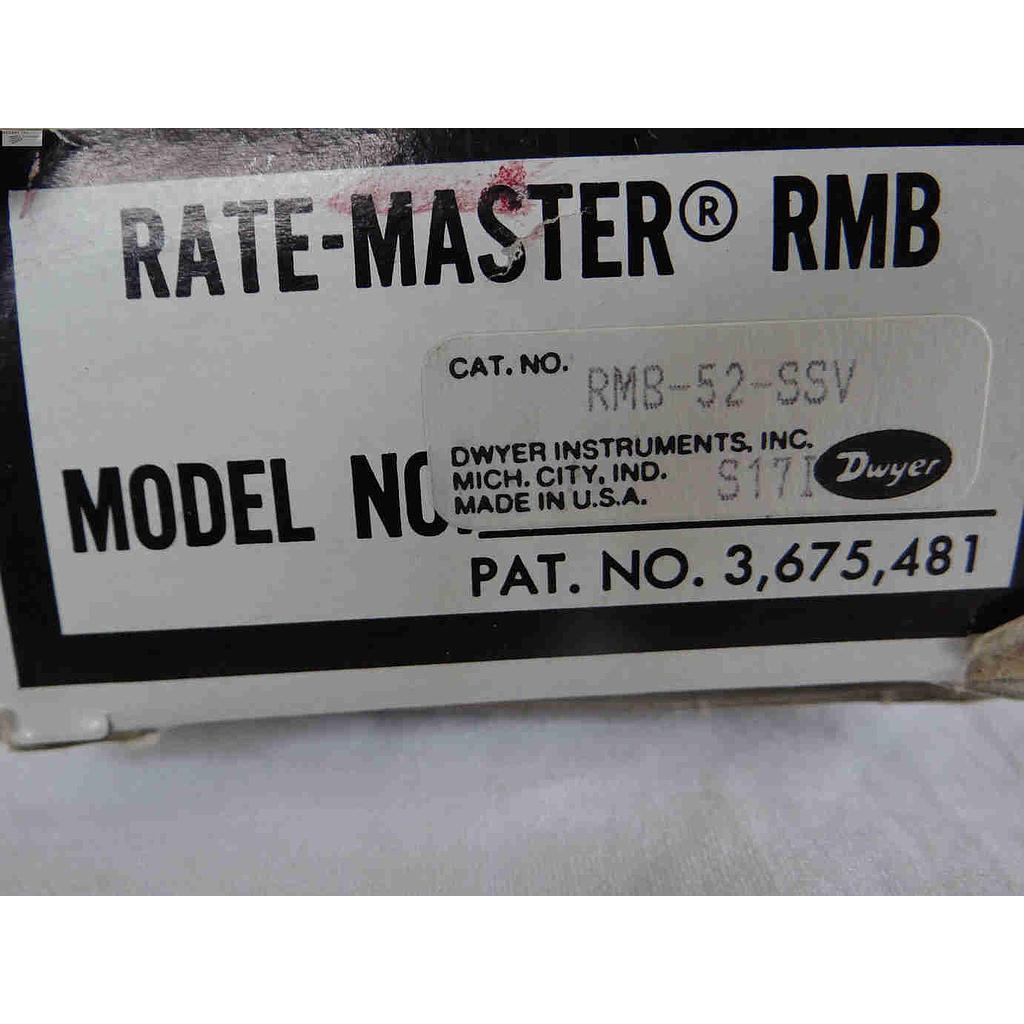 RATE-MASTER® RMB
CAT. NO. RMB-52-SSV
DWYER INSTRUMENTS, INC.
MICH. CITY, IND. S17I
MADE IN U.S.A.
Dwyer
MODEL NO.
PAT. NO. 3,675,481